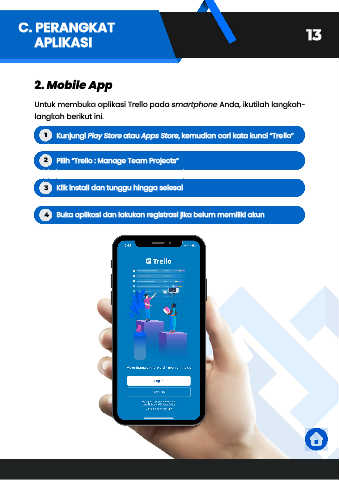 C. PERANGKAT
APLIKASI
13
2. Mobile App
Untuk membuka aplikasi Trello pada smartphone Anda, ikutilah langkah-
langkah berikut ini.
1 Kunjungi Play Store atau Apps Store, kemudian cari kata kunci "Trello"
2 Pilih "Trello : Manage Team Projects"
3 Klik install dan tunggu hingga selesai
4 Buka aplikasi dan lakukan registrasi jika belum memiliki akun
Trello